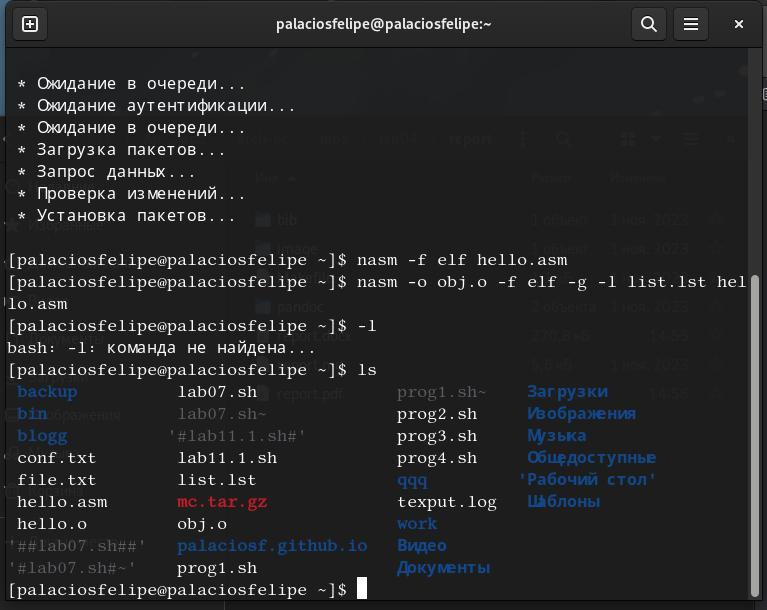 palaciosfelipe@palaciosfelipe:~
* Ожидание в очереди...
* Ожидание аутентификации...
* Ожидание в очереди...
* Загрузка пакетов...
* Запрос данных...
* Проверка изменений...
* Установка пакетов...
[palaciosfelipe@palaciosfelipe ~]$ nasm -f elf hello.asm
[palaciosfelipe@palaciosfelipe ~]$ nasm -o obj.o -f elf -g -l list.lst hel
lo.asm
[palaciosfelipe@palaciosfelipe ~]$ -l
bash: -l: команда не найдена...
[palaciosfelipe@palaciosfelipe ~]$ ls
backup lab07.sh prog1.sh~ Загрузки
bin lab07.sh~ prog2.sh Изображения
blogg '#lab11.1.sh#' prog3.sh Музыка
conf.txt lab11.1.sh prog4.sh Общедоступные
file.txt list.lst qqq 'Рабочий стол'
hello.asm mc.tar.gz texput.log Шаблоны
hello.o obj.o work
'##lab07.sh##' palaciosf.github.io Видео
'#lab07.sh#~' prog1.sh Документы
[palaciosfelipe@palaciosfelipe ~]$